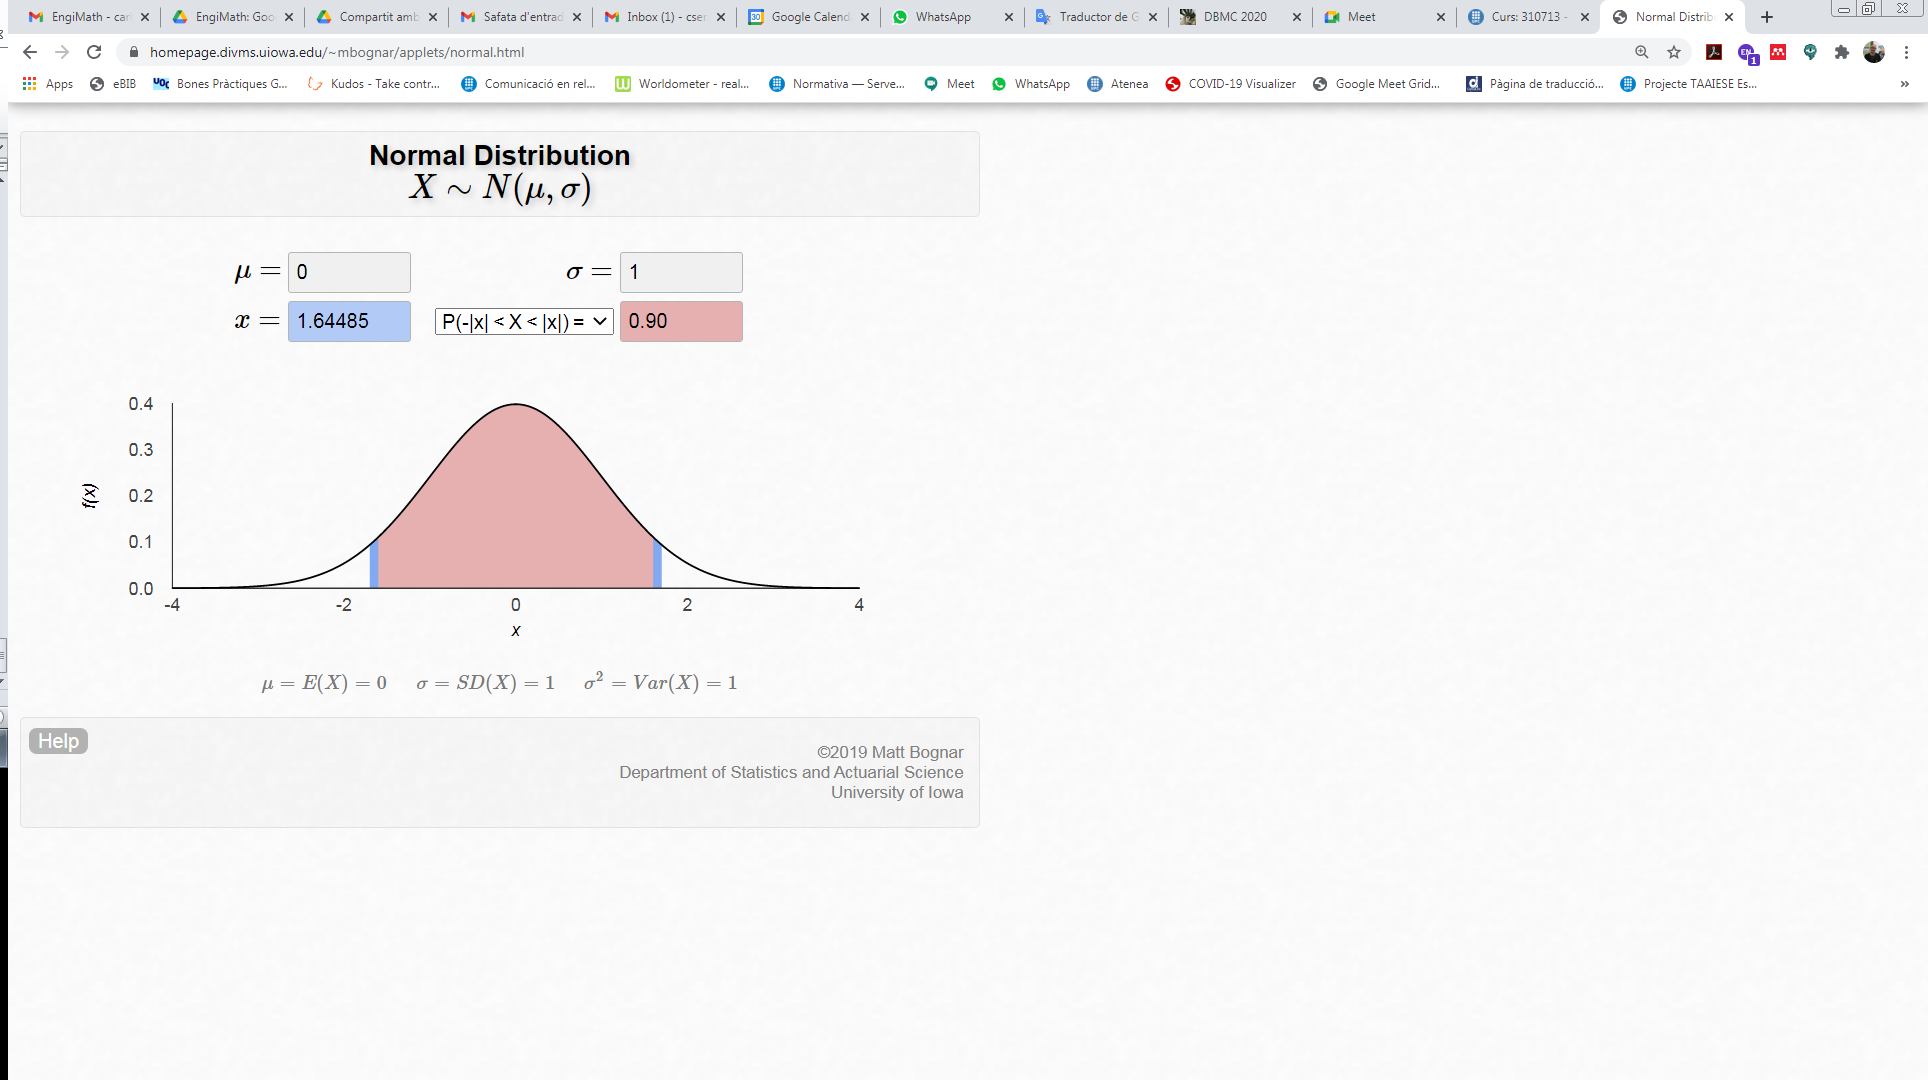 EngiMath - car
EngiMath: Goo
Compartit amb
Safata d'entrad
Inbox (1) - cser
Google Calend
WhatsApp
Traductor de G
DBMC 2020
Meet
Curs: 310713 -
Normal Distrib
homepage.divms.uiowa.edu/~mbognar/applets/normal.html
Apps
eBIB
UOC Bones Pràctiques G...
Kudos - Take contr...
Comunicació en rel...
W Worldometer - real...
Normativa — Serve...
Meet
WhatsApp
Atenea
COVID-19 Visualizer
Google Meet Grid...
d Pàgina de traducció...
Projecte TAAIESE Es...
»
Normal Distribution
X ∼ N(μ, σ)
μ = 0
σ = 1
x = 1.64485
P(-|x| < X < |x|) = 0.90
0.4
0.3
0.2
0.1
0.0
f(x)
-4 -2 0 2 4
x
μ = E(X) = 0 σ = SD(X) = 1 σ² = Var(X) = 1
Help
©2019 Matt Bognar
Department of Statistics and Actuarial Science
University of Iowa